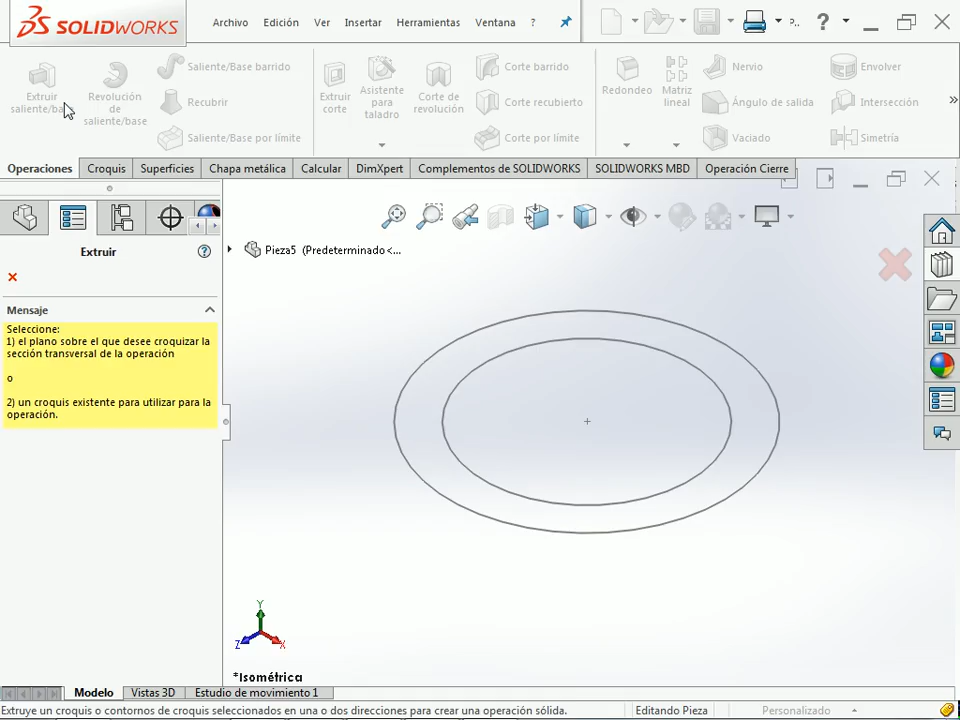 SOLIDWORKS
Archivo Edición Ver Insertar Herramientas Ventana ?
P.. ?
Extruir saliente/ba
Revolución de saliente/base
Saliente/Base barrido
Recubrir
Saliente/Base por límite
Extruir corte
Asistente para taladro
Corte de revolución
Corte barrido
Corte recubierto
Corte por límite
Redondeo
Matriz lineal
Nervio
Ángulo de salida
Vaciado
Envolver
Intersección
Simetría
»
Operaciones Croquis Superficies Chapa metálica Calcular DimXpert Complementos de SOLIDWORKS SOLIDWORKS MBD Operación Cierre
Extruir
?
Pieza5 (Predeterminado<...
Mensaje
Seleccione:
1) el plano sobre el que desee croquizar la
sección transversal de la operación
o
2) un croquis existente para utilizar para la
operación.
Y
Z
X
*Isométrica
Modelo Vistas 3D Estudio de movimiento 1
Extruye un croquis o contornos de croquis seleccionados en una o dos direcciones para crear una operación sólida. Editando Pieza Personalizado